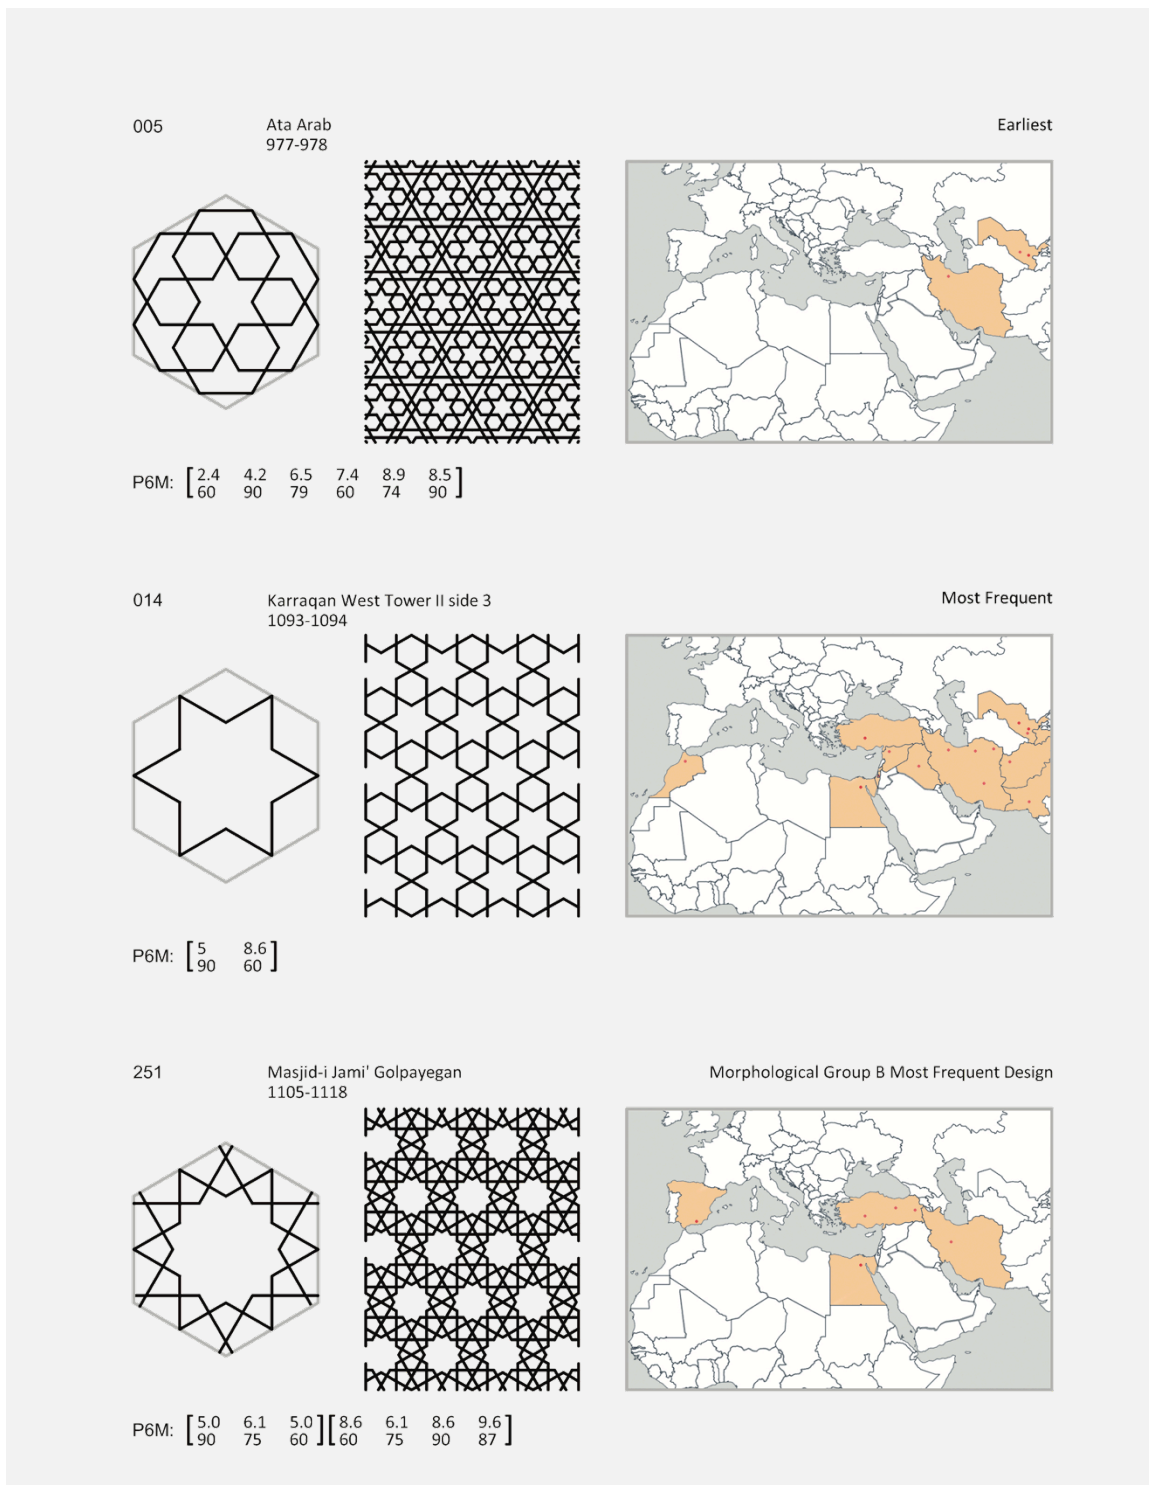 005
Ata Arab
977-978
Earliest
P6M: [2.4 4.2 6.5 7.4 8.9 8.5]
60 90 79 60 74 90
014
Karraqan West Tower II side 3
1093-1094
Most Frequent
P6M: [5 8.6]
90 60
251
Masjid-i Jami' Golpayegan
1105-1118
Morphological Group B Most Frequent Design
P6M: [5.0 6.1 5.0][8.6 6.1 8.6 9.6]
90 75 60 60 75 90 87